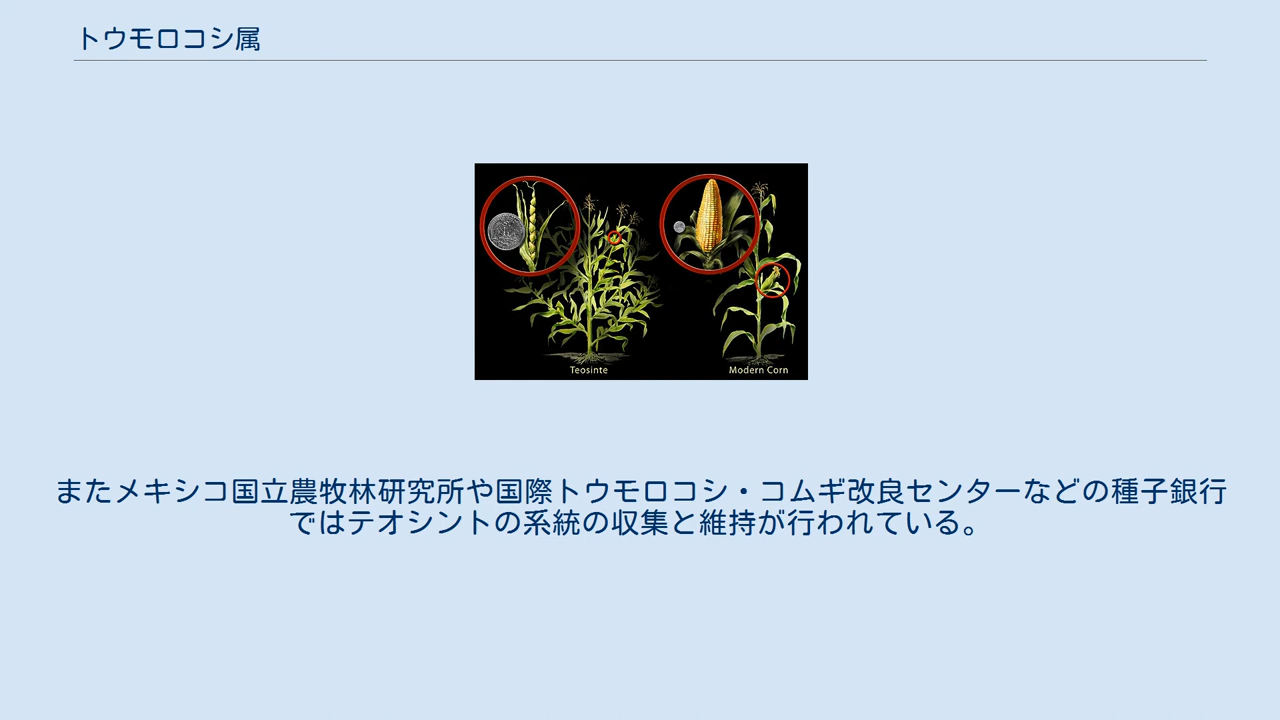 トウモロコシ属
Teosinte
Modern Corn
またメキシコ国立農牧林研究所や国際トウモロコシ・コムギ改良センターなどの種子銀行
ではテオシントの系統の収集と維持が行われている。